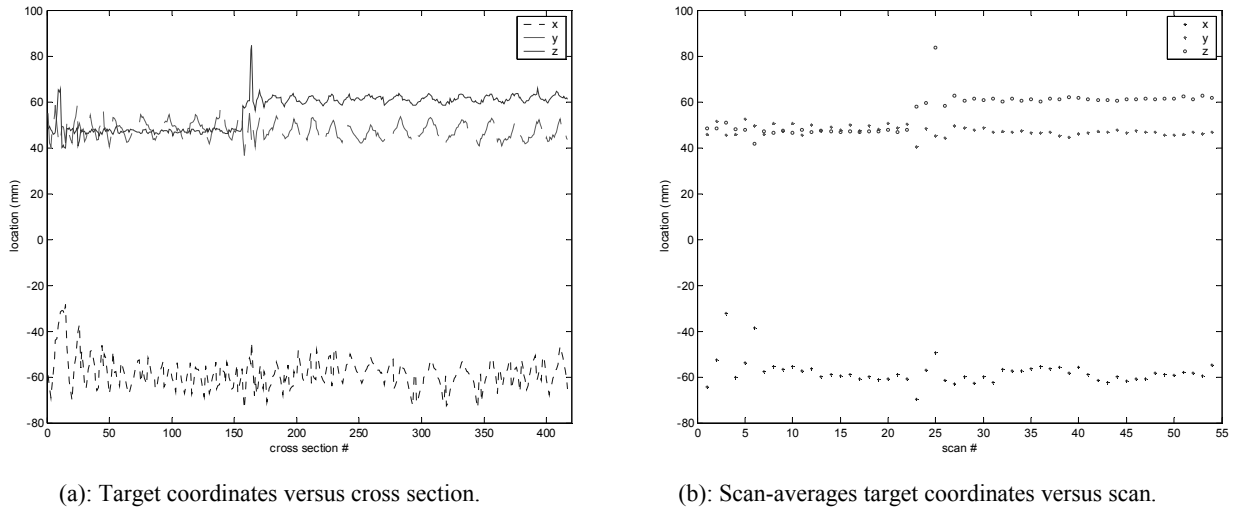 100
80
60
40
20
0
-20
-40
-60
-80
location (mm)
0 50 100 150 200 250 300 350 400
cross section #
x
y
z
100
80
60
40
20
0
-20
-40
-60
-80
location (mm)
0 5 10 15 20 25 30 35 40 45 50 55
scan #
x
y
z
(a): Target coordinates versus cross section.
(b): Scan-averages target coordinates versus scan.